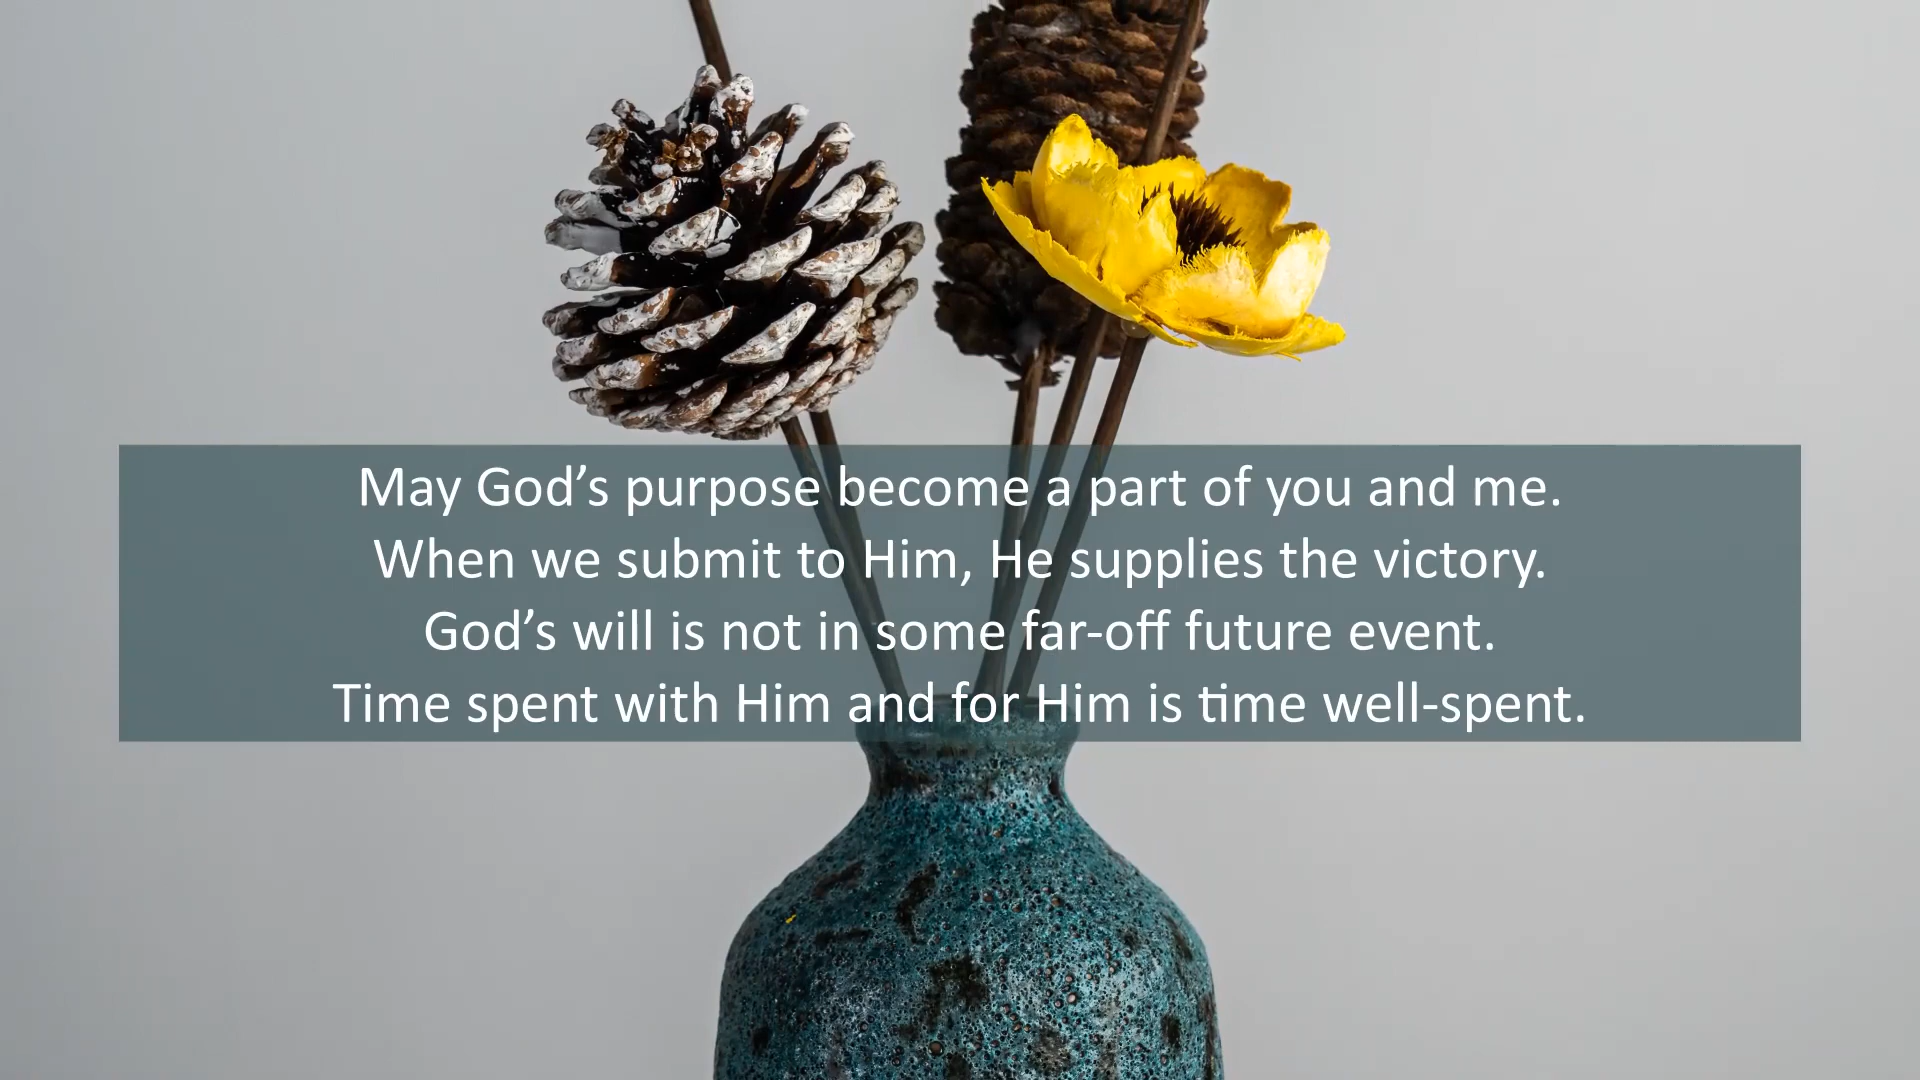 May God’s purpose become a part of you and me.
When we submit to Him, He supplies the victory.
God’s will is not in some far-off future event.
Time spent with Him and for Him is time well-spent.